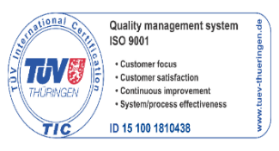 TÜV International Certification
TÜV
THÜRINGEN
TIC
Quality management system
ISO 9001
• Customer focus
• Customer satisfaction
• Continuous improvement
• System/process effectiveness
ID 15 100 1810438
www.tuev-thueringen.de